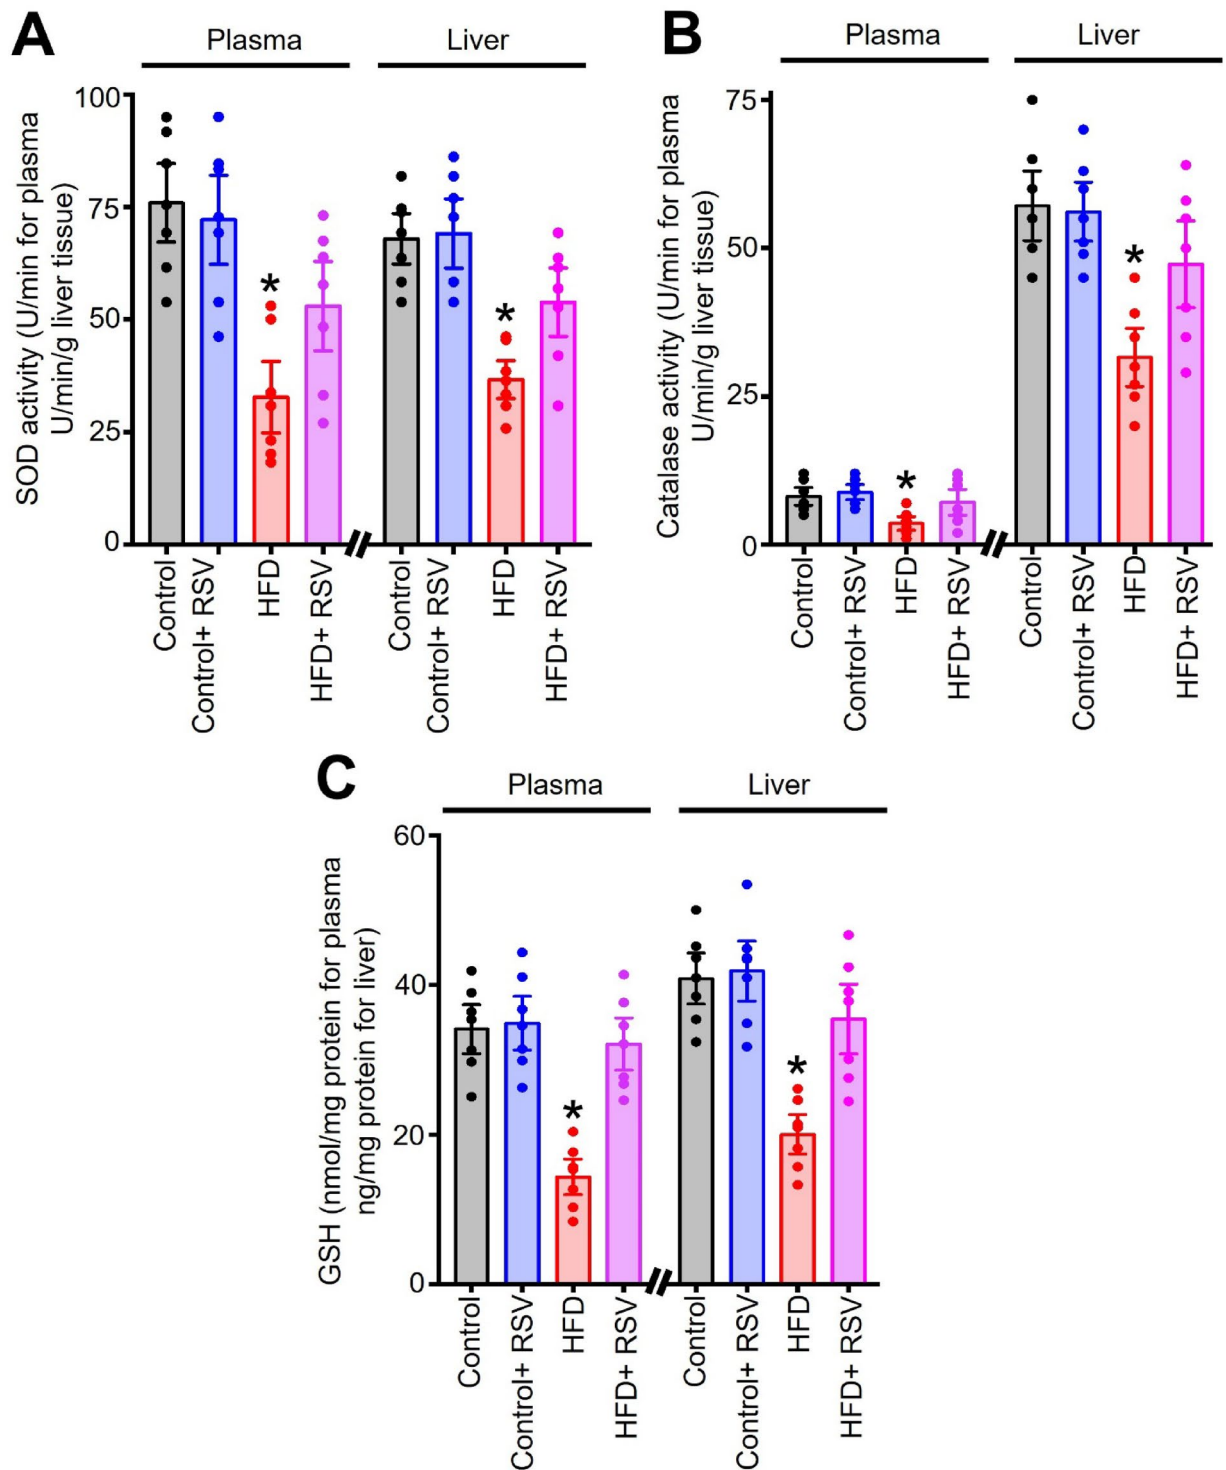 A
Plasma
Liver
SOD activity (U/min for plasma
U/min/g liver tissue)
100
75
50
25
0
*
*
Control
Control+ RSV
HFD
HFD+ RSV
Control
Control+ RSV
HFD
HFD+ RSV
B
Plasma
Liver
Catalase activity (U/min for plasma
U/min/g liver tissue)
75
50
25
0
*
*
Control
Control+ RSV
HFD
HFD+ RSV
Control
Control+ RSV
HFD
HFD+ RSV
C
Plasma
Liver
GSH (nmol/mg protein for plasma
ng/mg protein for liver)
60
40
20
0
*
*
Control
Control+ RSV
HFD
HFD+ RSV
Control
Control+ RSV
HFD
HFD+ RSV